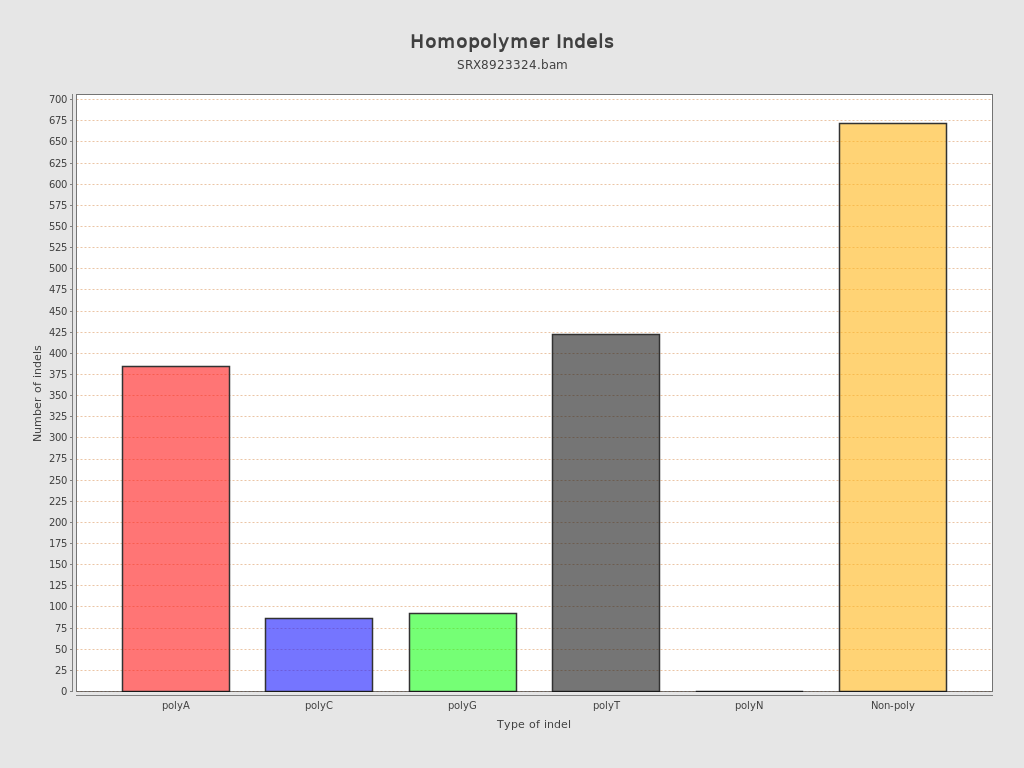 Homopolymer Indels
SRX8923324.bam
700
675
650
625
600
575
550
525
500
475
450
425
400
375
350
325
300
275
250
225
200
175
150
125
100
75
50
25
0
Number of indels
polyA
polyC
polyG
polyT
polyN
Non-poly
Type of indel